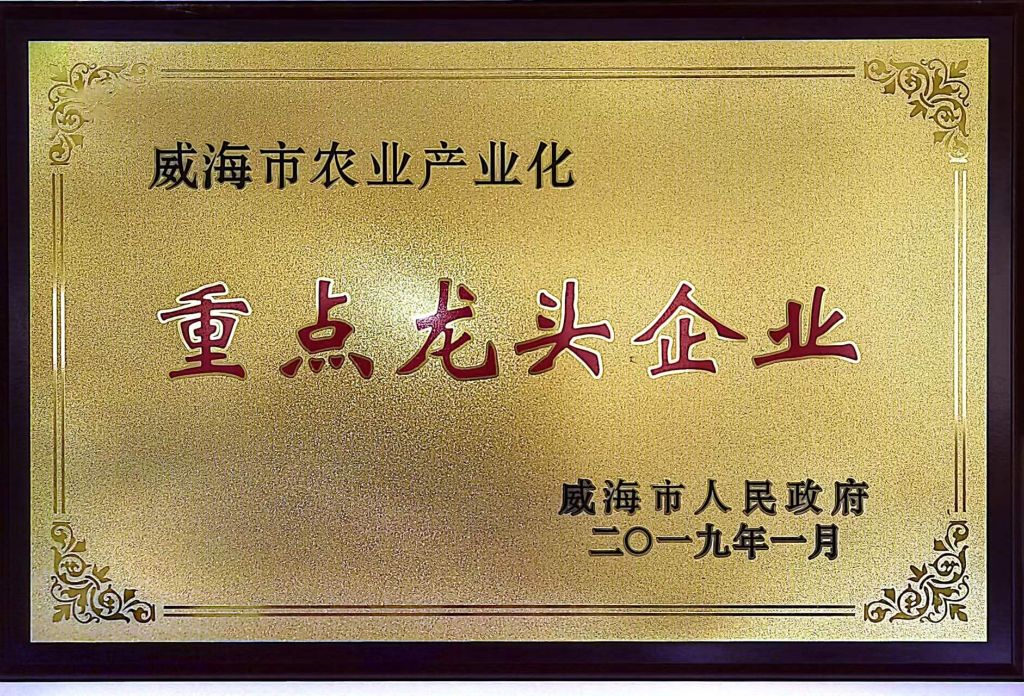 威海市农业产业化
重点龙头企业
威海市人民政府
二〇一九年一月